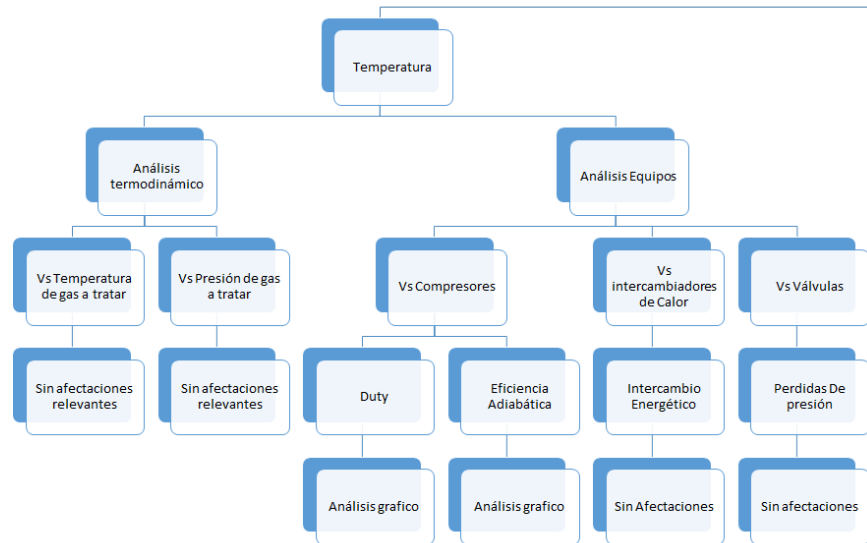 Temperatura
Análisis
termodinámico
Análisis Equipos
Vs Temperatura
de gas a tratar
Vs Presión de gas
a tratar
Vs Compresores
Vs
intercambiadores
de Calor
Vs Válvulas
Sin afectaciones
relevantes
Sin afectaciones
relevantes
Duty
Eficiencia
Adiabática
Intercambio
Energético
Perdidas De
presión
Análisis grafico
Análisis grafico
Sin Afectaciones
Sin afectaciones